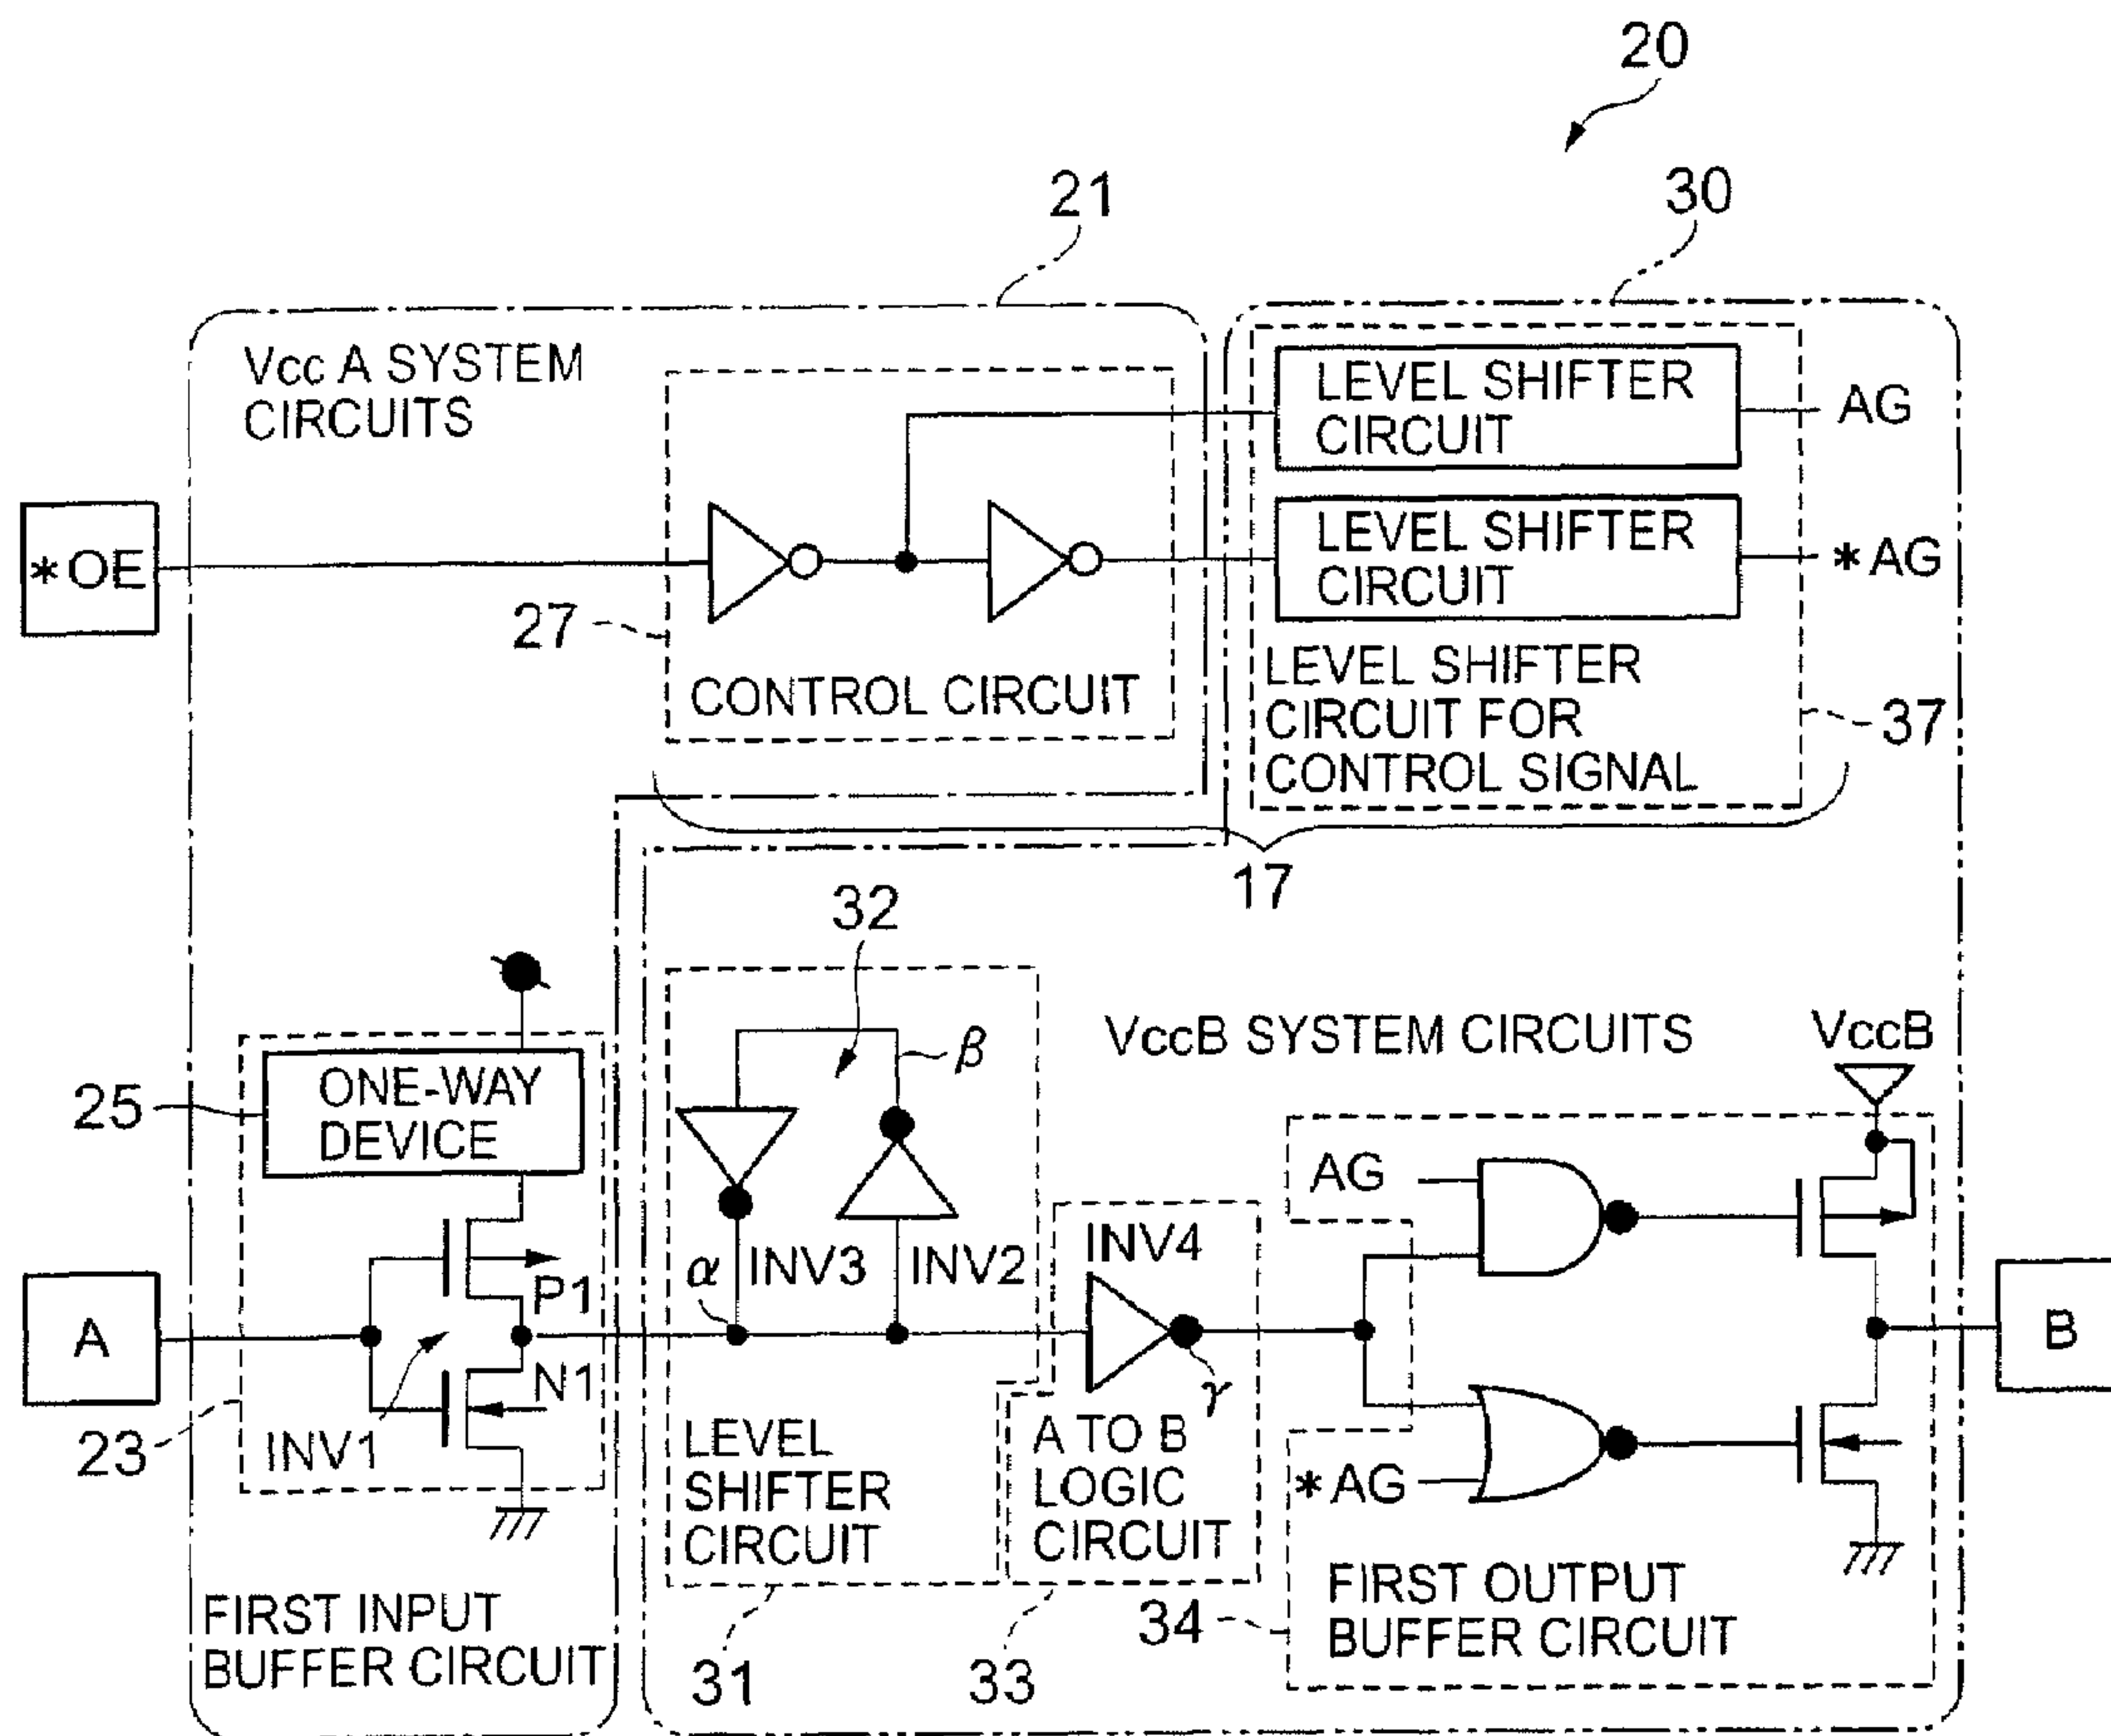 20
21
30
Vcc A SYSTEM
CIRCUITS
LEVEL SHIFTER
CIRCUIT
AG
*OE
LEVEL SHIFTER
CIRCUIT
*AG
27
CONTROL CIRCUIT
LEVEL SHIFTER
CIRCUIT FOR
CONTROL SIGNAL
37
17
32
β
VccB SYSTEM CIRCUITS
VccB
25
ONE-WAY
DEVICE
AG
INV4
α
INV3
INV2
P1
A
B
N1
γ
23
INV1
LEVEL
SHIFTER
CIRCUIT
A TO B
LOGIC
CIRCUIT
*AG
FIRST OUTPUT
BUFFER CIRCUIT
34
FIRST INPUT
BUFFER CIRCUIT
31
33